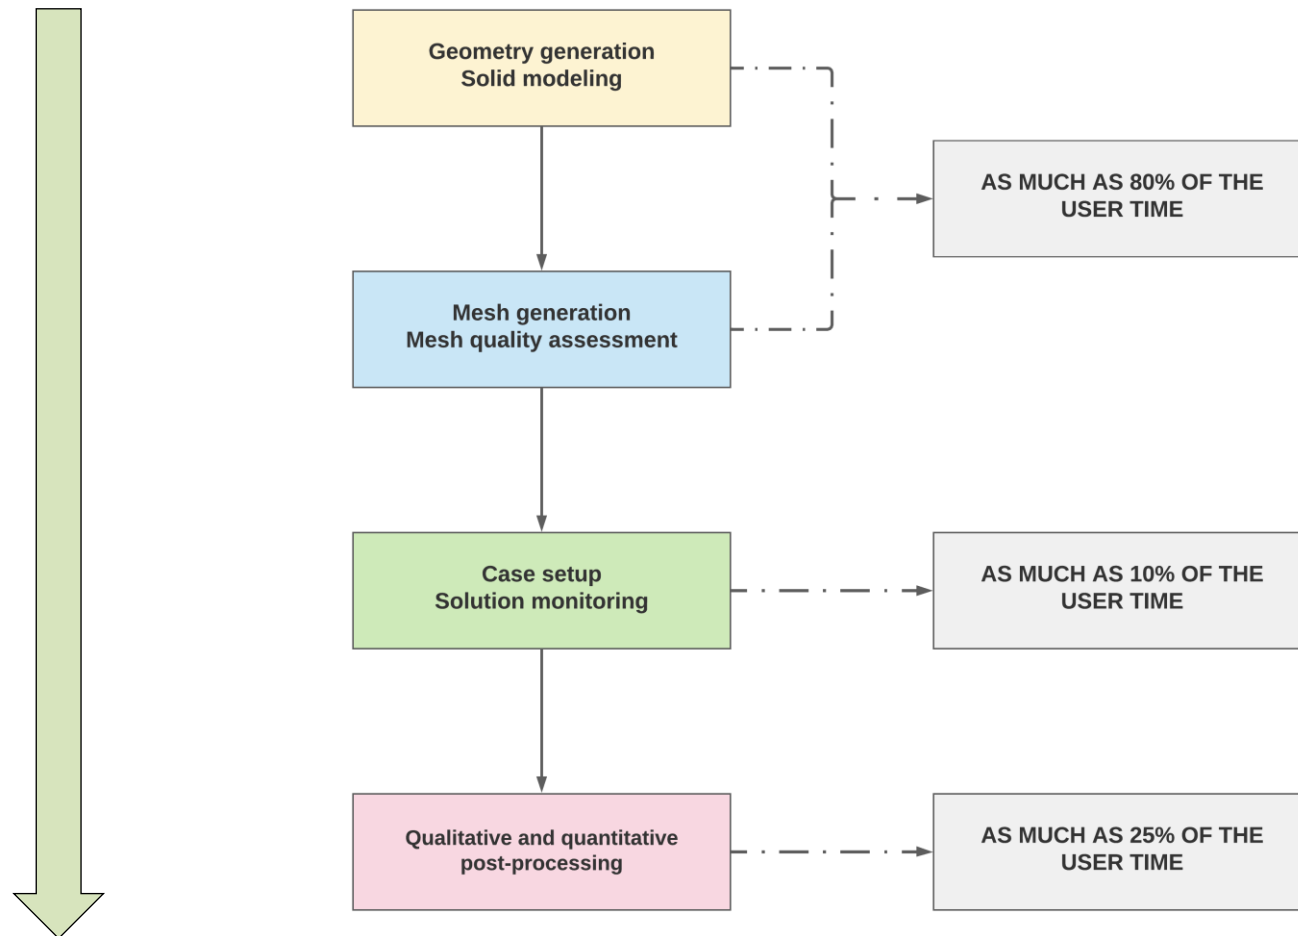 Geometry generation
Solid modeling
AS MUCH AS 80% OF THE
USER TIME
Mesh generation
Mesh quality assessment
Case setup
Solution monitoring
AS MUCH AS 10% OF THE
USER TIME
Qualitative and quantitative
post-processing
AS MUCH AS 25% OF THE
USER TIME